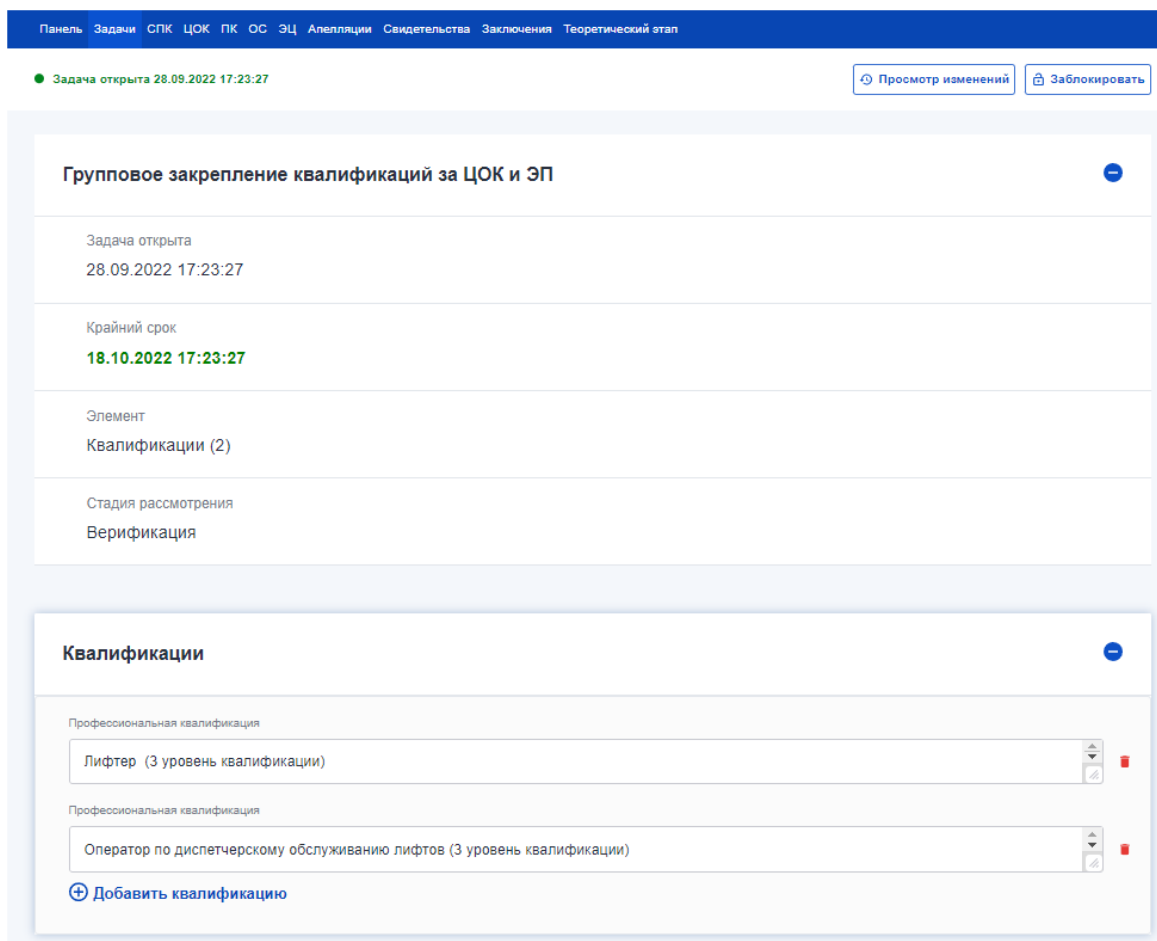 Панель Задачи СПК ЦОК ПК ОС ЭЦ Апелляции Свидетельства Заключения Теоретический этап
Задача открыта 28.09.2022 17:23:27 Просмотр изменений Заблокировать
Групповое закрепление квалификаций за ЦОК и ЭП
Задача открыта
28.09.2022 17:23:27
Крайний срок
18.10.2022 17:23:27
Элемент
Квалификации (2)
Стадия рассмотрения
Верификация
Квалификации
Профессиональная квалификация
Лифтер (3 уровень квалификации)
Профессиональная квалификация
Оператор по диспетчерскому обслуживанию лифтов (3 уровень квалификации)
Добавить квалификацию